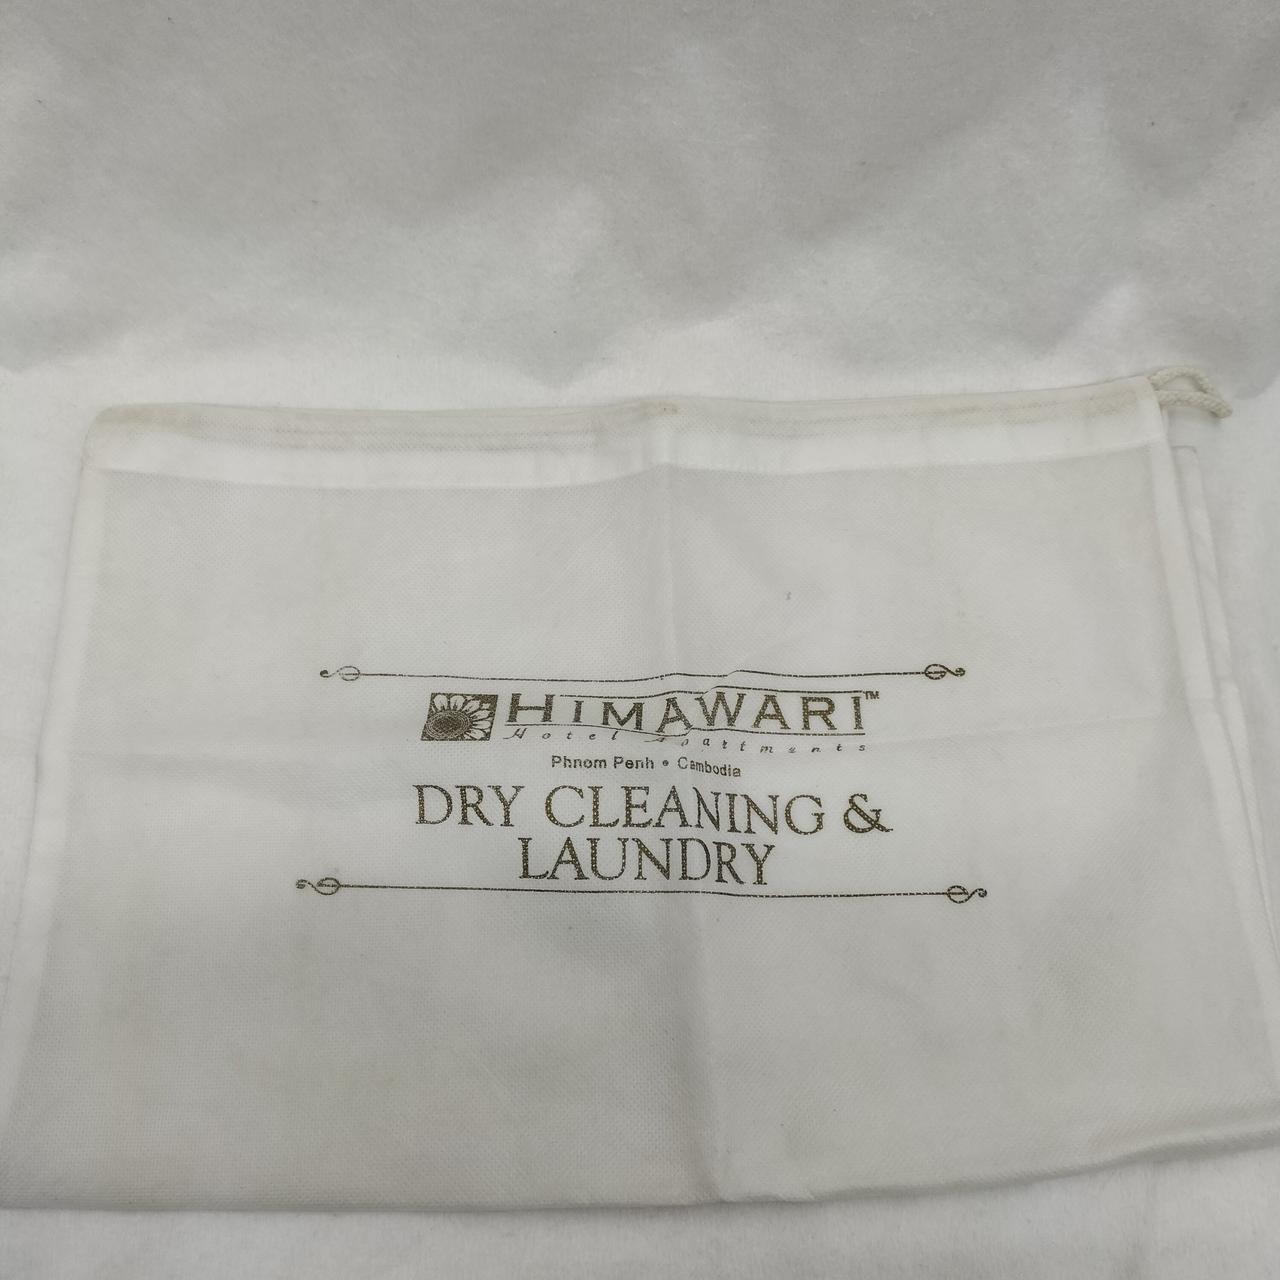 HIMAWARI™
Hotel Apartments
Phnom Penh • Cambodia
DRY CLEANING &
LAUNDRY